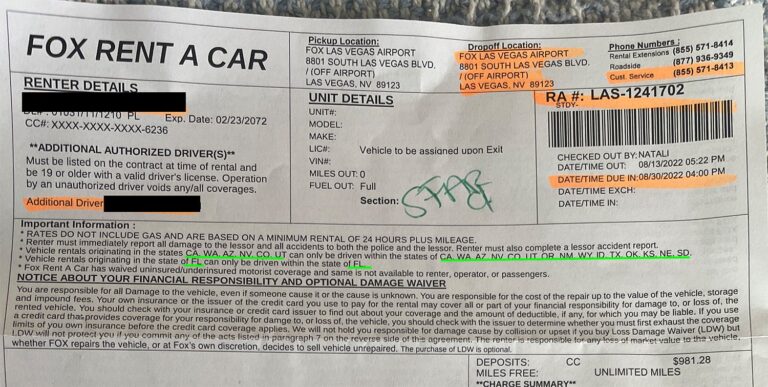 FOX RENT A CAR
Pickup Location:
FOX LAS VEGAS AIRPORT
8801 SOUTH LAS VEGAS BLVD.
/ (OFF AIRPORT)
LAS VEGAS, NV 89123
Dropoff Location:
FOX LAS VEGAS AIRPORT
8801 SOUTH LAS VEGAS BLVD.
/ (OFF AIRPORT)
LAS VEGAS, NV 89123
Phone Numbers :
Rental Extensions (855) 571-8414
Roadside (877) 936-9349
Cust. Service (855) 571-8413
RENTER DETAILS
PL Exp. Date: 02/23/2072
CC#: XXXX-XXXX-XXXX-6236
**ADDITIONAL AUTHORIZED DRIVER(S)**
Must be listed on the contract at time of rental and
be 19 or older with a valid driver's license. Operation
by an unauthorized driver voids any/all coverages.
Additional Driver
UNIT DETAILS
UNIT#:
MODEL:
MAKE:
LIC#: Vehicle to be assigned upon Exit
VIN#:
MILES OUT: 0
FUEL OUT: Full
Section:
RA #: LAS-1241702
STDY-
CHECKED OUT BY: NATALI
DATE/TIME OUT: 08/13/2022 05:22 PM
DATE/TIME DUE IN: 08/30/2022 04:00 PM
DATE/TIME EXCH:
DATE/TIME IN:
Important Information :
* RATES DO NOT INCLUDE GAS AND ARE BASED ON A MINIMUM RENTAL OF 24 HOURS PLUS MILEAGE.
* Renter must immediately report all damage to the lessor and all accidents to both the police and the lessor. Renter must also complete a lessor accident report.
* Vehicle rentals originating in the states CA, WA, AZ, NV, CO, UT can only be driven within the states of CA, WA, AZ, NV, CO, UT, OR, NM, WY, ID, TX, OK, KS, NE, SD.
* Vehicle rentals originating in the state of FL can only be driven within the state of FL.
* Fox Rent A Car has waived uninsured/underinsured motorist coverage and same is not available to renter, operator, or passengers.
NOTICE ABOUT YOUR FINANCIAL RESPONSIBILITY AND OPTIONAL DAMAGE WAIVER
You are responsible for all Damage to the vehicle, even if someone else caused it or the cause is unknown. You are responsible for the cost of the repair up to the value of the vehicle, storage
and impound fees. Your own insurance or the issuer of the credit card you use to pay for the rental may cover all or part of your financial responsibility for damage to, or loss of, the
rented vehicle. You should check with your insurance or card issuer to find out about your coverage and the amount of deductible, if any, for which you may be liable. If you use
a credit card that provides coverage for your responsibility for damage to, or loss of, the vehicle, you should check with the issuer to determine whether you must first exhaust the coverage
limits of you own insurance before the credit card coverage applies. We will not hold you responsible for damage cause by collision or upset if you buy Loss Damage Waiver (LDW) but
LDW will not protect you if you commit any of the acts listed in paragraph 7 on the reverse side of this agreement. The renter is responsible for any loss of market value to the vehicle,
whether FOX repairs the vehicle, or at Fox's own discretion, decides to sell vehicle unrepaired. The purchase of LDW is optional.
DEPOSITS: CC $981.28
MILES FREE: UNLIMITED MILES
**CHARGE SUMMARY**